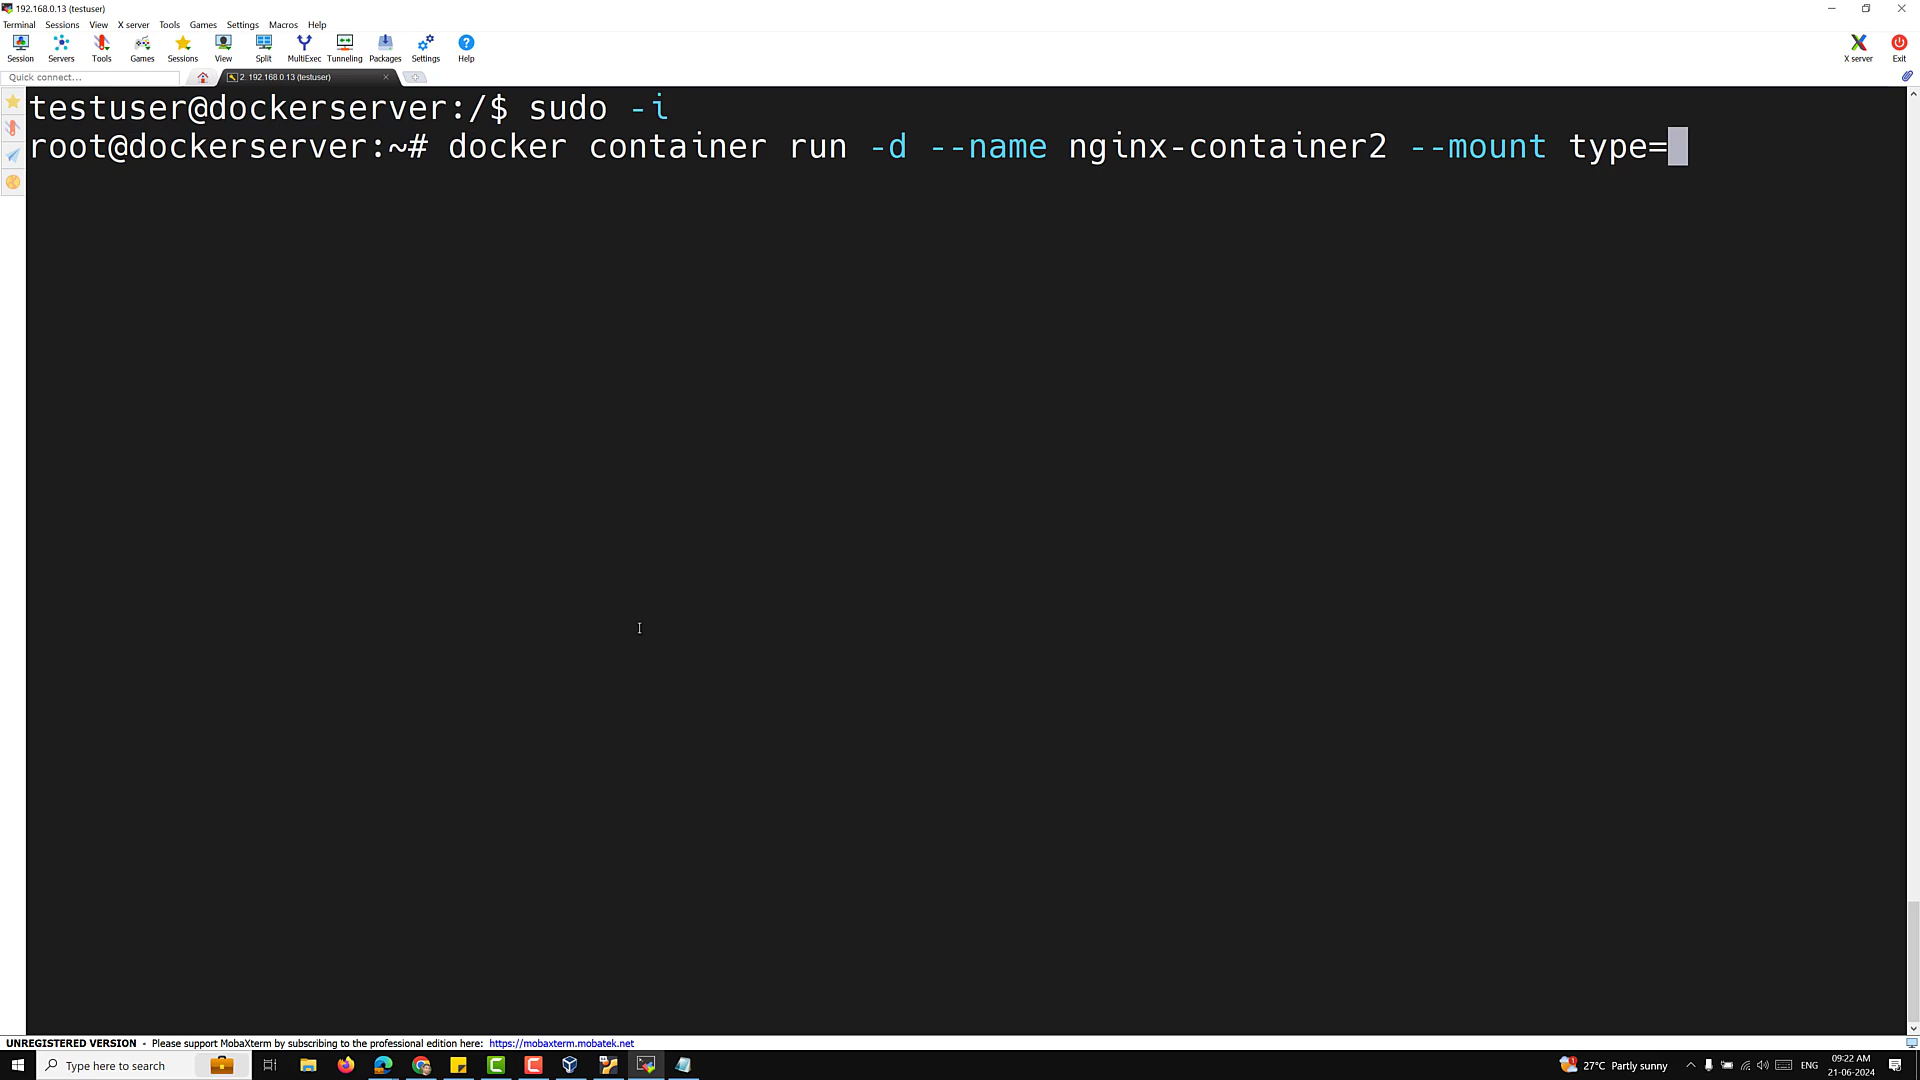 192.168.0.13 (testuser)
Terminal Sessions View X server Tools Games Settings Macros Help
Session Servers Tools Games Sessions View Split MultiExec Tunneling Packages Settings Help X server Exit
Quick connect... 2. 192.168.0.13 (testuser)
testuser@dockerserver:/$ sudo -i
root@dockerserver:~# docker container run -d --name nginx-container2 --mount type=
UNREGISTERED VERSION - Please support MobaXterm by subscribing to the professional edition here: https://mobaxterm.mobatek.net
Type here to search 27°C Partly sunny ENG 09:22 AM
21-06-2024